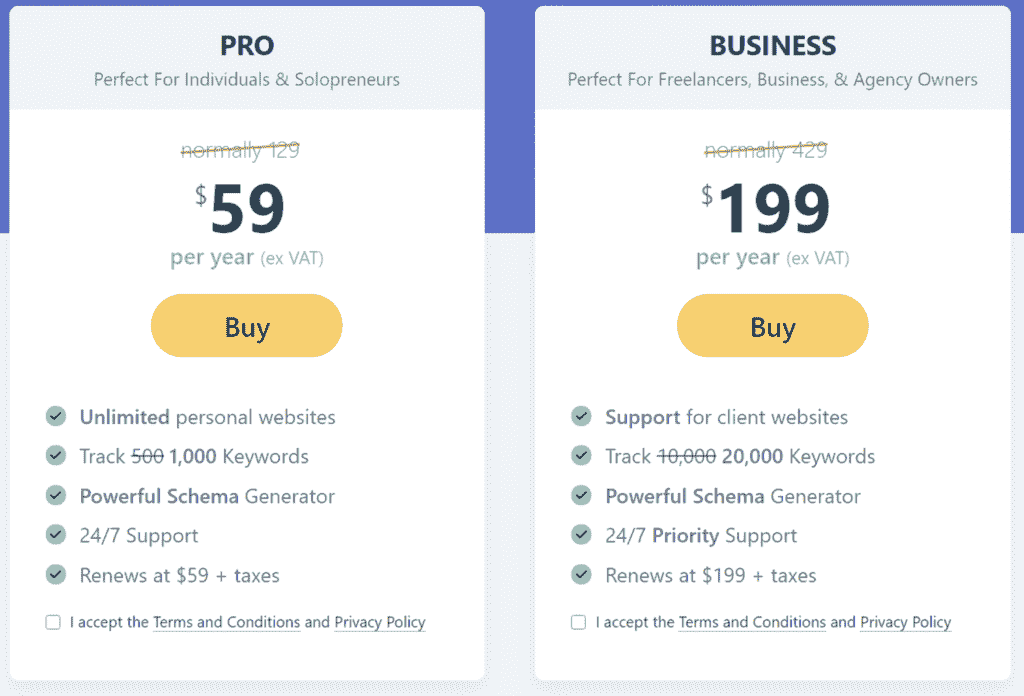 PRO
Perfect For Individuals & Solopreneurs
normally 129
$59
per year (ex VAT)
Buy
Unlimited personal websites
Track 500 1,000 Keywords
Powerful Schema Generator
24/7 Support
Renews at $59 + taxes
I accept the Terms and Conditions and Privacy Policy
BUSINESS
Perfect For Freelancers, Business, & Agency Owners
normally 429
$199
per year (ex VAT)
Buy
Support for client websites
Track 10,000 20,000 Keywords
Powerful Schema Generator
24/7 Priority Support
Renews at $199 + taxes
I accept the Terms and Conditions and Privacy Policy